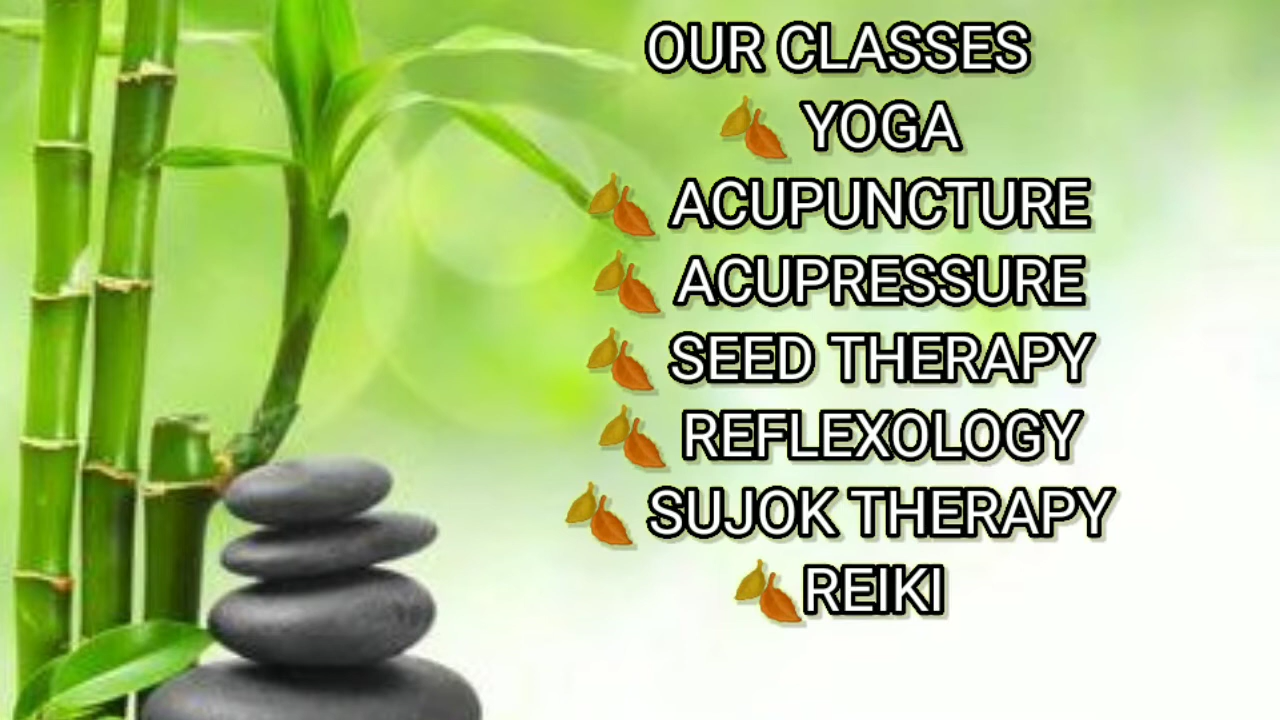 OUR CLASSES
🍂 YOGA
🍂 ACUPUNCTURE
🍂 ACUPRESSURE
🍂 SEED THERAPY
🍂 REFLEXOLOGY
🍂 SUJOK THERAPY
🍂REIKI